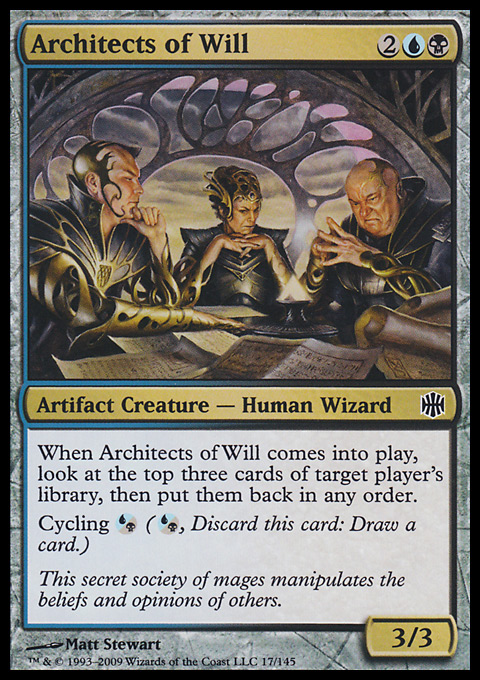 Architects of Will 2
Artifact Creature — Human Wizard
When Architects of Will comes into play,
look at the top three cards of target player's
library, then put them back in any order.
Cycling ( , Discard this card: Draw a
card.)
This secret society of mages manipulates the
beliefs and opinions of others.
Matt Stewart
3/3
™ & © 1993–2009 Wizards of the Coast LLC 17/145